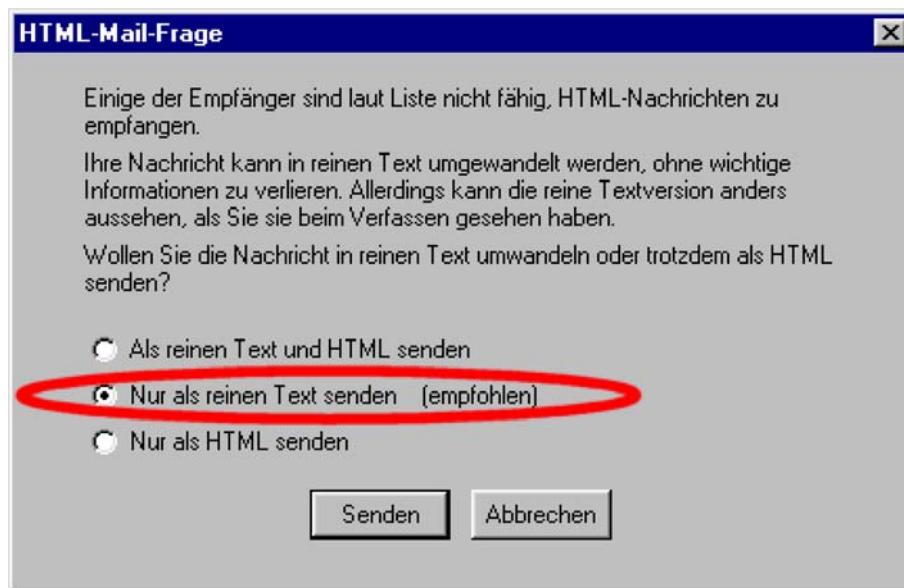 HTML-Mail-Frage
Einige der Empfänger sind laut Liste nicht fähig, HTML-Nachrichten zu
empfangen.
Ihre Nachricht kann in reinen Text umgewandelt werden, ohne wichtige
Informationen zu verlieren. Allerdings kann die reine Textversion anders
aussehen, als Sie sie beim Verfassen gesehen haben.
Wollen Sie die Nachricht in reinen Text umwandeln oder trotzdem als HTML
senden?
Als reinen Text und HTML senden
Nur als reinen Text senden (empfohlen)
Nur als HTML senden
Senden Abbrechen